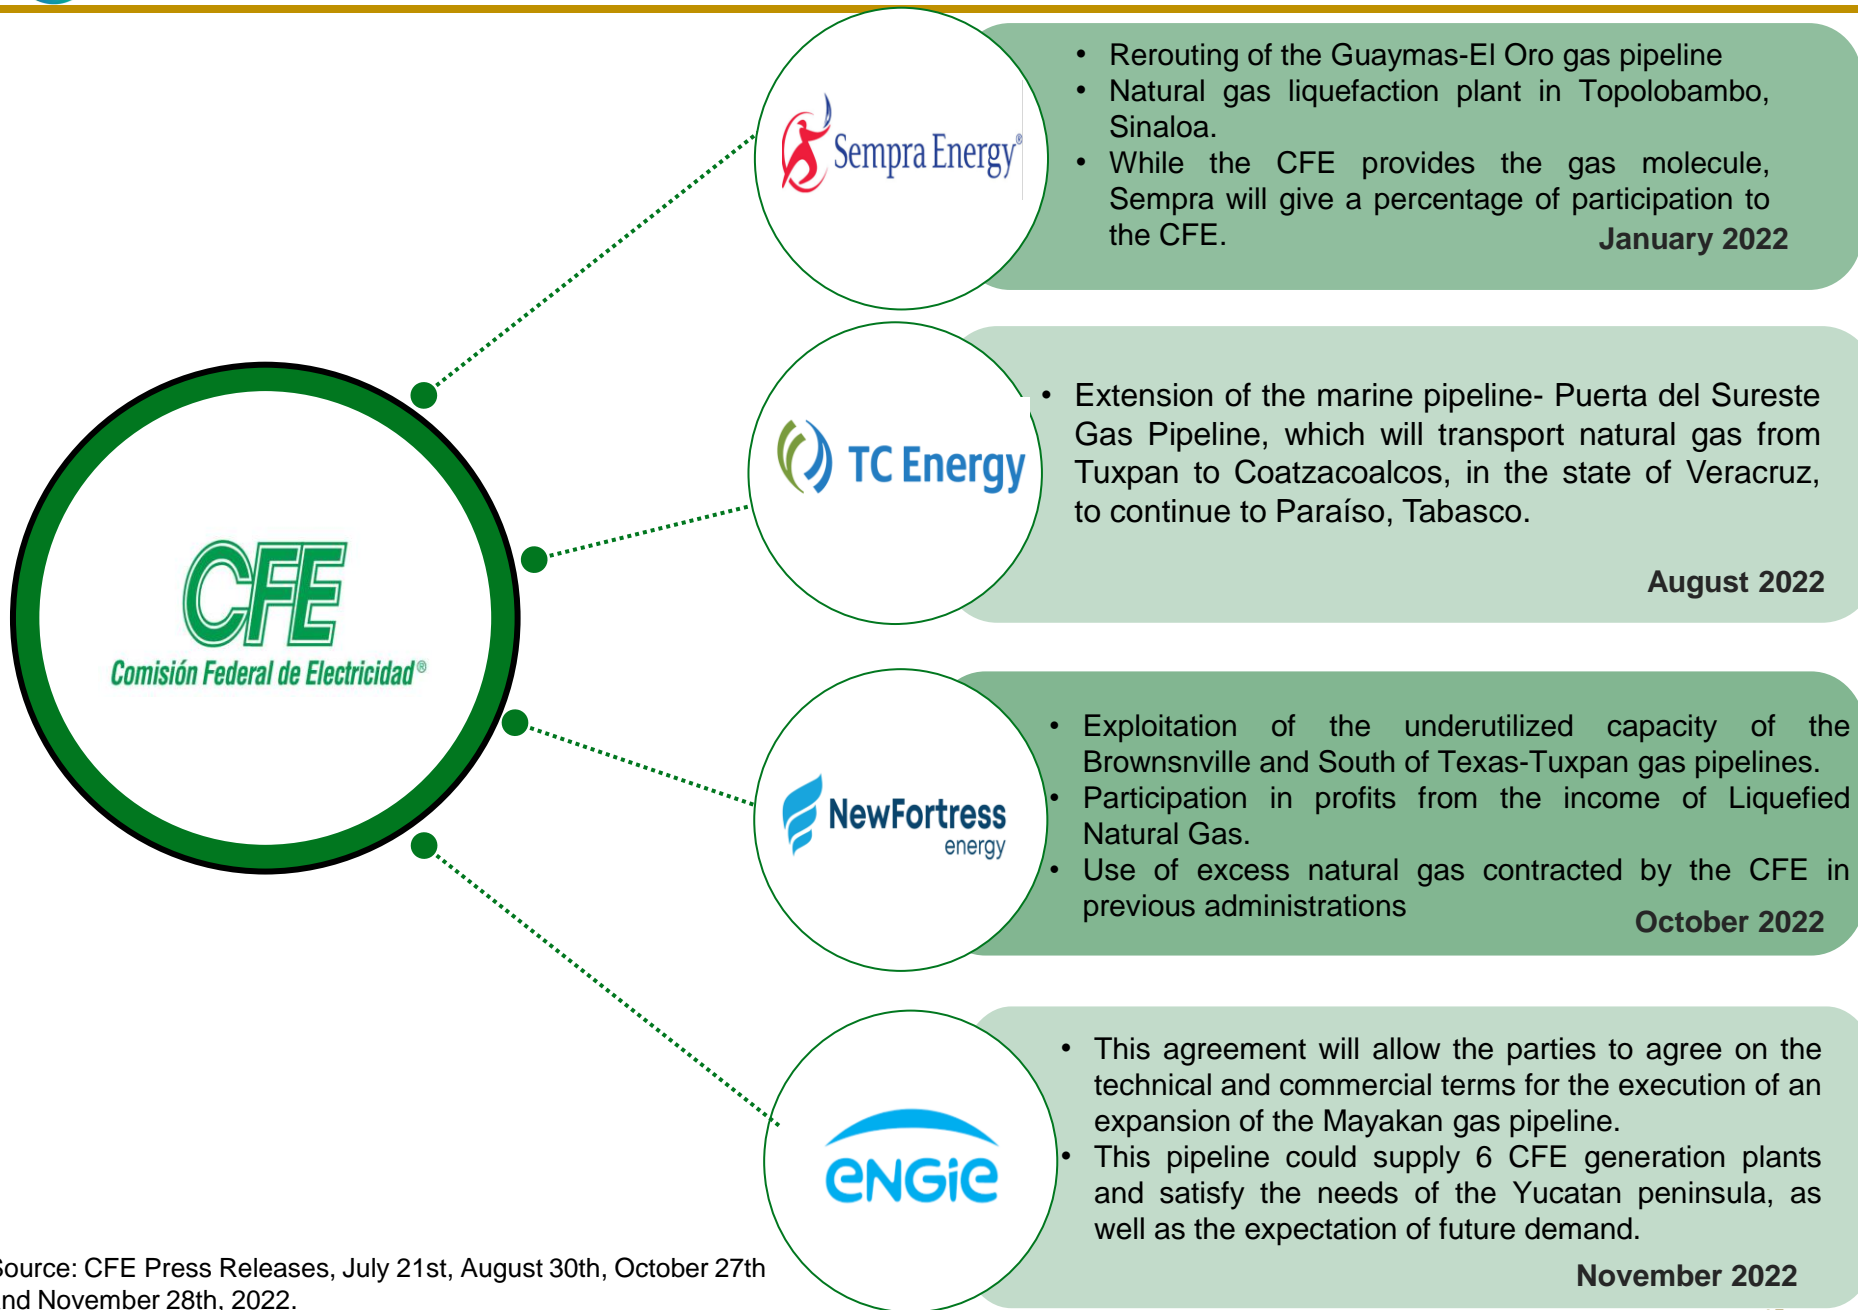 • Rerouting of the Guaymas-El Oro gas pipeline
• Natural gas liquefaction plant in Topolobambo,
Sinaloa.
• While the CFE provides the gas molecule,
Sempra will give a percentage of participation to
the CFE.
January 2022
Sempra Energy®
• Extension of the marine pipeline- Puerta del Sureste
Gas Pipeline, which will transport natural gas from
Tuxpan to Coatzacoalcos, in the state of Veracruz,
to continue to Paraíso, Tabasco.
August 2022
TC Energy
CFE
Comisión Federal de Electricidad®
• Exploitation of the underutilized capacity of the
Brownsnville and South of Texas-Tuxpan gas pipelines.
• Participation in profits from the income of Liquefied
Natural Gas.
• Use of excess natural gas contracted by the CFE in
previous administrations
October 2022
NewFortress
energy
• This agreement will allow the parties to agree on the
technical and commercial terms for the execution of an
expansion of the Mayakan gas pipeline.
• This pipeline could supply 6 CFE generation plants
and satisfy the needs of the Yucatan peninsula, as
well as the expectation of future demand.
November 2022
ENGIE
Source: CFE Press Releases, July 21st, August 30th, October 27th
and November 28th, 2022.